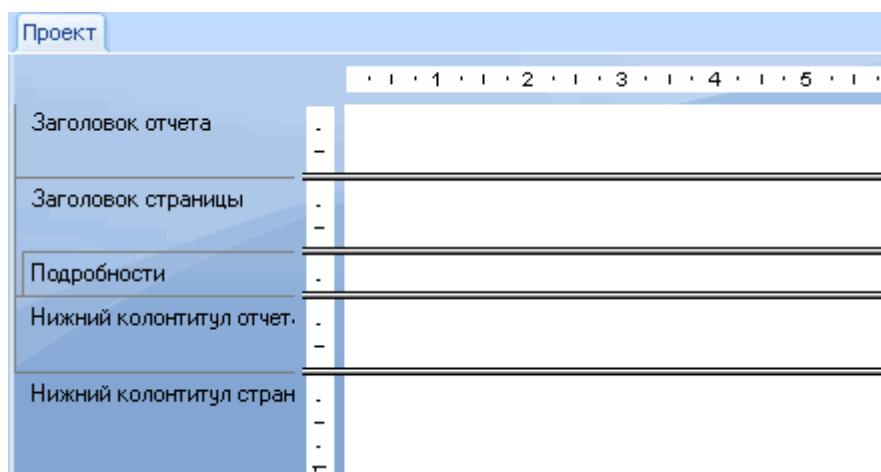 Проект
1 2 3 4 5
Заголовок отчета
Заголовок страницы
Подробности
Нижний колонтитул отчет
Нижний колонтитул стран